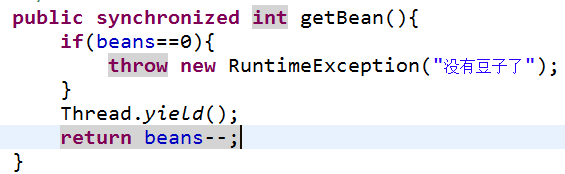 public synchronized int getBean(){
if(beans==0){
throw new RuntimeException("没有豆子了");
}
Thread.yield();
return beans--;
}